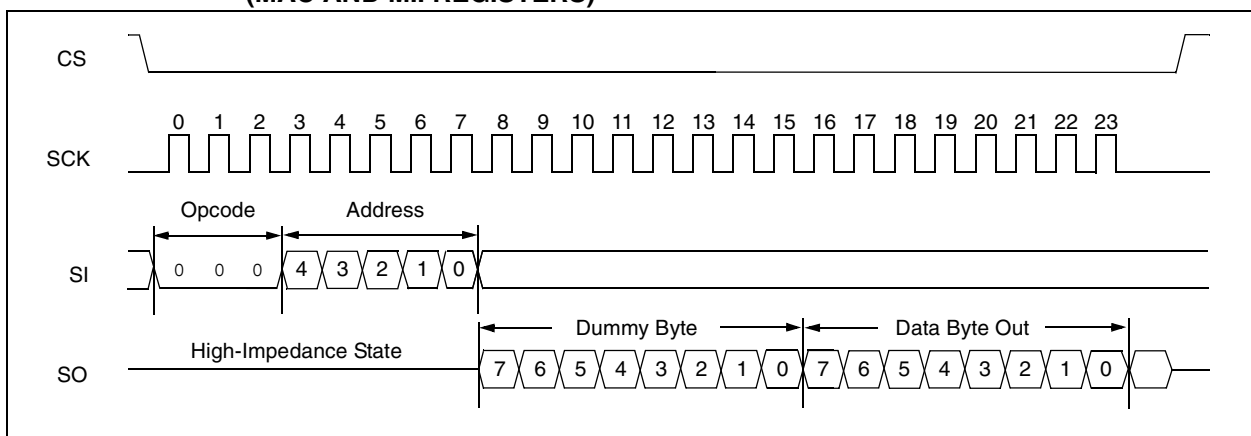 (MAC AND MII REGISTERS)
CS
0 1 2 3 4 5 6 7 8 9 10 11 12 13 14 15 16 17 18 19 20 21 22 23
SCK
Opcode Address
SI 0 0 0 4 3 2 1 0
Dummy Byte Data Byte Out
High-Impedance State
SO 7 6 5 4 3 2 1 0 7 6 5 4 3 2 1 0